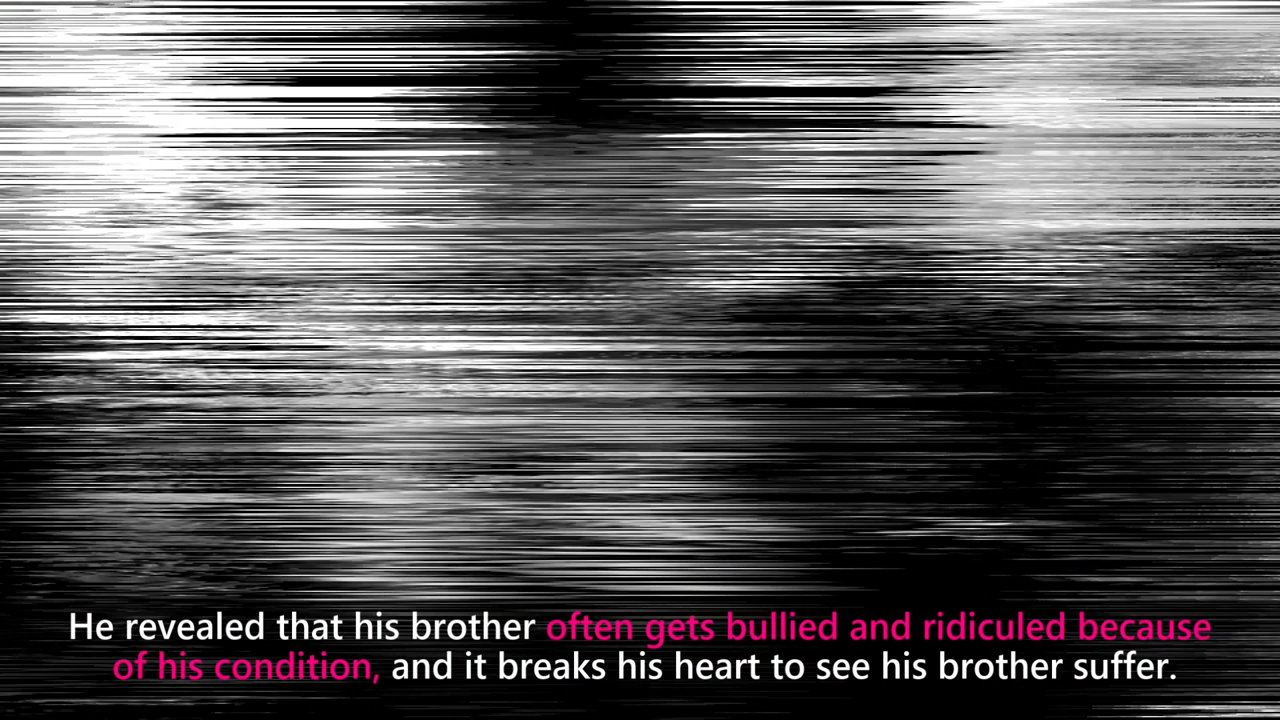 He revealed that his brother often gets bullied and ridiculed because
of his condition, and it breaks his heart to see his brother suffer.